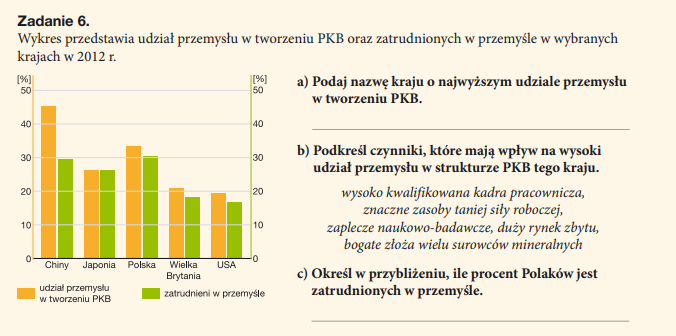 Zadanie 6.
Wykres przedstawia udział przemysłu w tworzeniu PKB oraz zatrudnionych w przemyśle w wybranych
krajach w 2012 r.
[%] [%]
50 50
40 40
30 30
20 20
10 10
0 0
Chiny Japonia Polska Wielka Brytania USA
udział przemysłu
w tworzeniu PKB
zatrudnieni w przemyśle
a) Podaj nazwę kraju o najwyższym udziale przemysłu
w tworzeniu PKB.
b) Podkreśl czynniki, które mają wpływ na wysoki
udział przemysłu w strukturze PKB tego kraju.
wysoko kwalifikowana kadra pracownicza,
znaczne zasoby taniej siły roboczej,
zaplecze naukowo-badawcze, duży rynek zbytu,
bogate złoża wielu surowców mineralnych
c) Określ w przybliżeniu, ile procent Polaków jest
zatrudnionych w przemyśle.